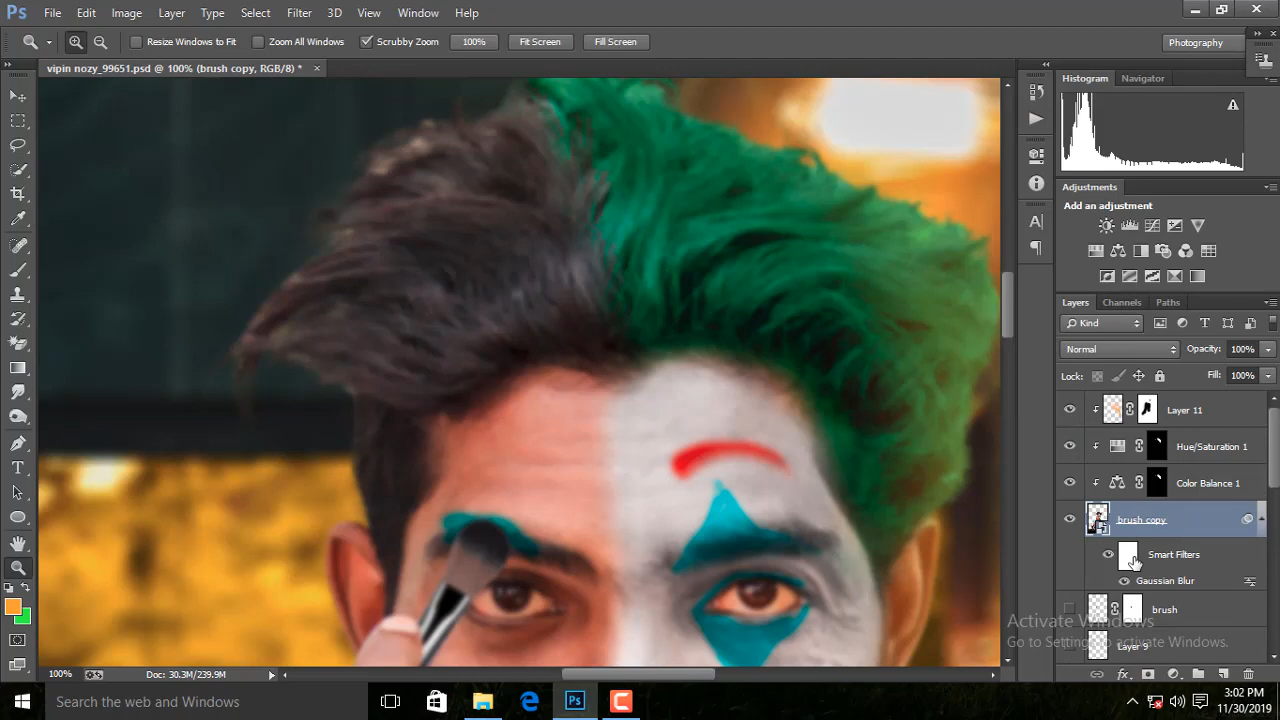 Ps File Edit Image Layer Type Select Filter 3D View Window Help
Resize Windows to Fit Zoom All Windows Scrubby Zoom 100% Fit Screen Fill Screen Photography
vipin nozy_99651.psd @ 100% (brush copy, RGB/8) *
Histogram Navigator
Adjustments
Add an adjustment
Layers Channels Paths
Kind
Normal Opacity: 100%
Lock: Fill: 100%
Layer 11
Hue/Saturation 1
Color Balance 1
brush copy
Smart Filters
Gaussian Blur
brush
Activate Windows
Go to Settings to activate Windows.
Layer 9
100% Doc: 30.3M/239.9M
Search the web and Windows
3:02 PM
11/30/2019